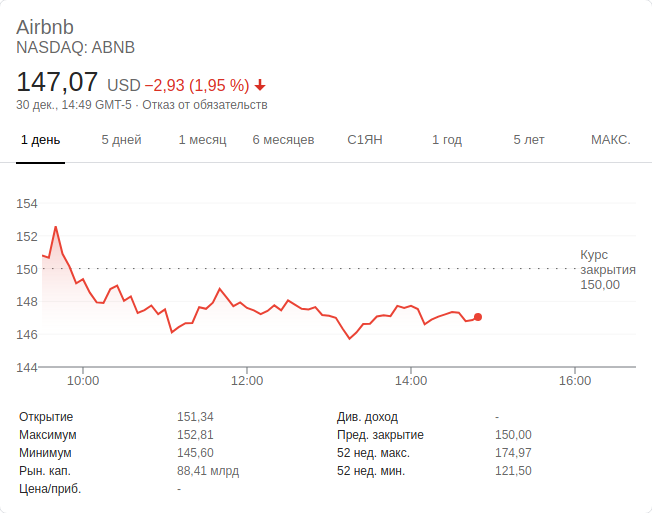 Airbnb
NASDAQ: ABNB
147,07 USD −2,93 (1,95 %)
30 дек., 14:49 GMT-5 · Отказ от обязательств
1 день 5 дней 1 месяц 6 месяцев С1ЯН 1 год 5 лет МАКС.
154
152
150
148
146
144
Курс
закрытия
150,00
10:00 12:00 14:00 16:00
Открытие 151,34 Див. доход -
Максимум 152,81 Пред. закрытие 150,00
Минимум 145,60 52 нед. макс. 174,97
Рын. кап. 88,41 млрд 52 нед. мин. 121,50
Цена/приб. -